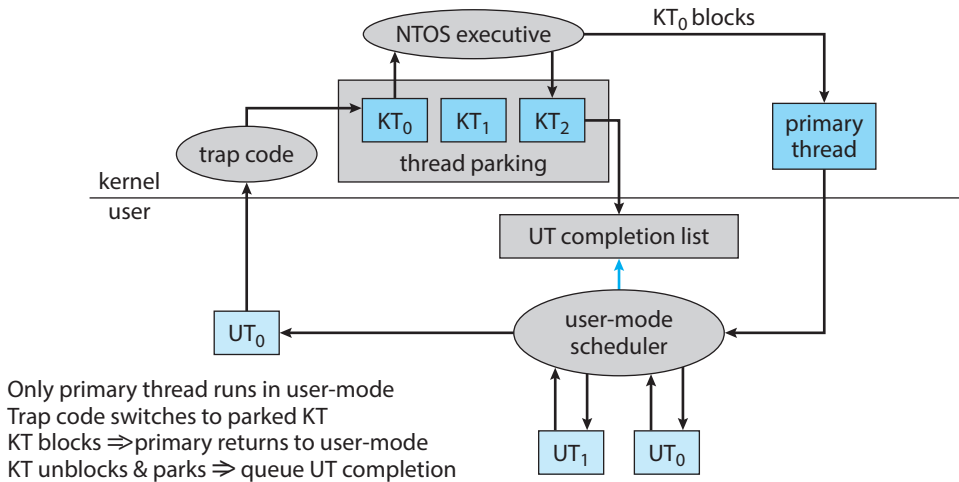 NTOS executive
KT₀ blocks
KT₀
KT₁
KT₂
thread parking
trap code
primary
thread
kernel
user
UT completion list
user-mode
scheduler
UT₀
UT₁
UT₀
Only primary thread runs in user-mode
Trap code switches to parked KT
KT blocks ⇒primary returns to user-mode
KT unblocks & parks ⇒ queue UT completion